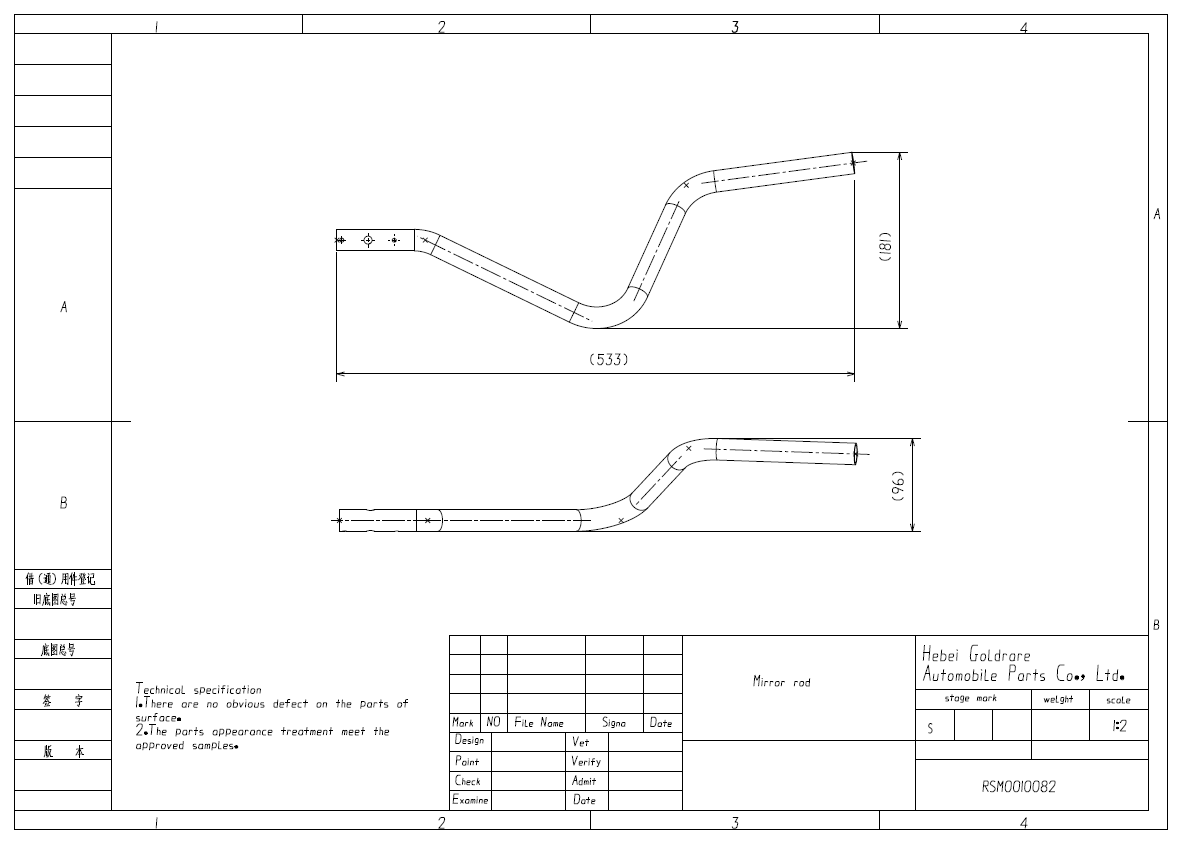 1 2 3 4
A
A
(181)
(533)
(96)
B
B
借(通)用件登记
旧底图总号
底图总号
签 字
版 本
Technical specification
1.There are no obvious defect on the parts of
surface.
2.The parts appearance treatment meet the
approved samples.
Mark NO File Name Signa Date
Design Vet
Point Verify
Check Admit
Examine Date
Mirror rod
Hebei Goldrare
Automobile Parts Co., Ltd.
stage mark weight scale
S 1:2
RSM0010082
1 2 3 4